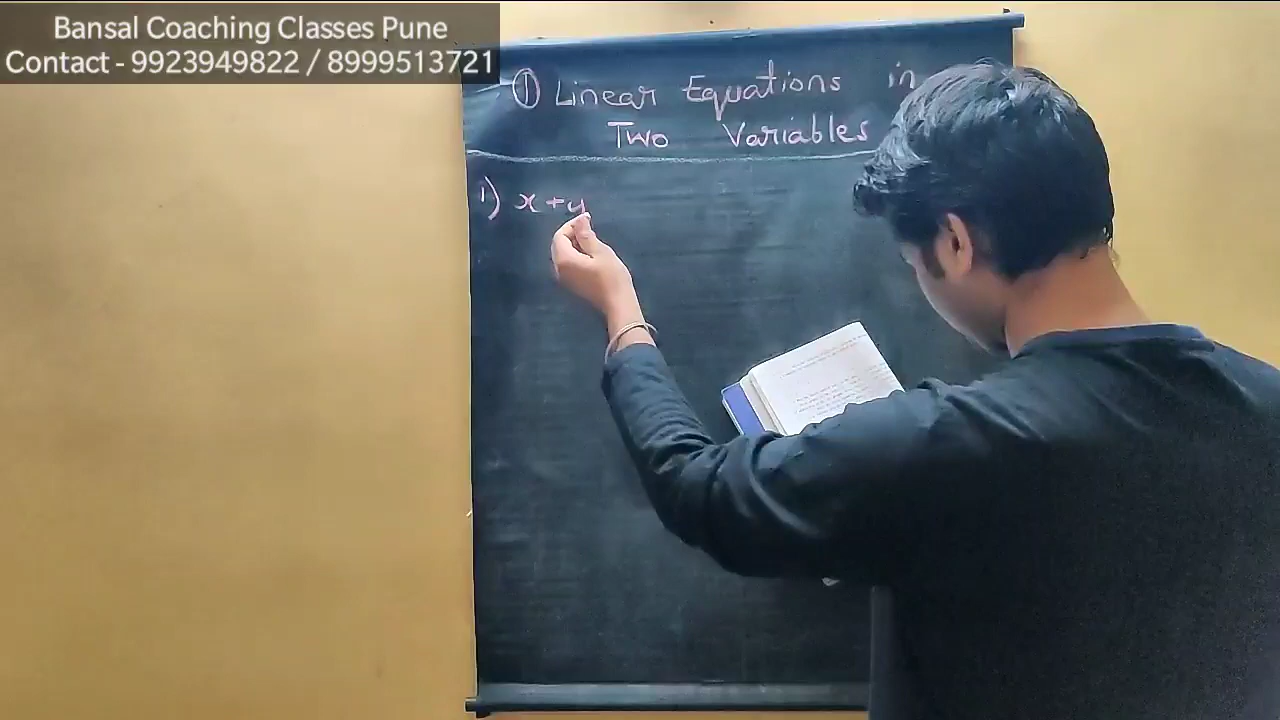 Bansal Coaching Classes Pune
Contact - 9923949822 / 8999513721
① Linear Equations in
Two Variables
1) x + y